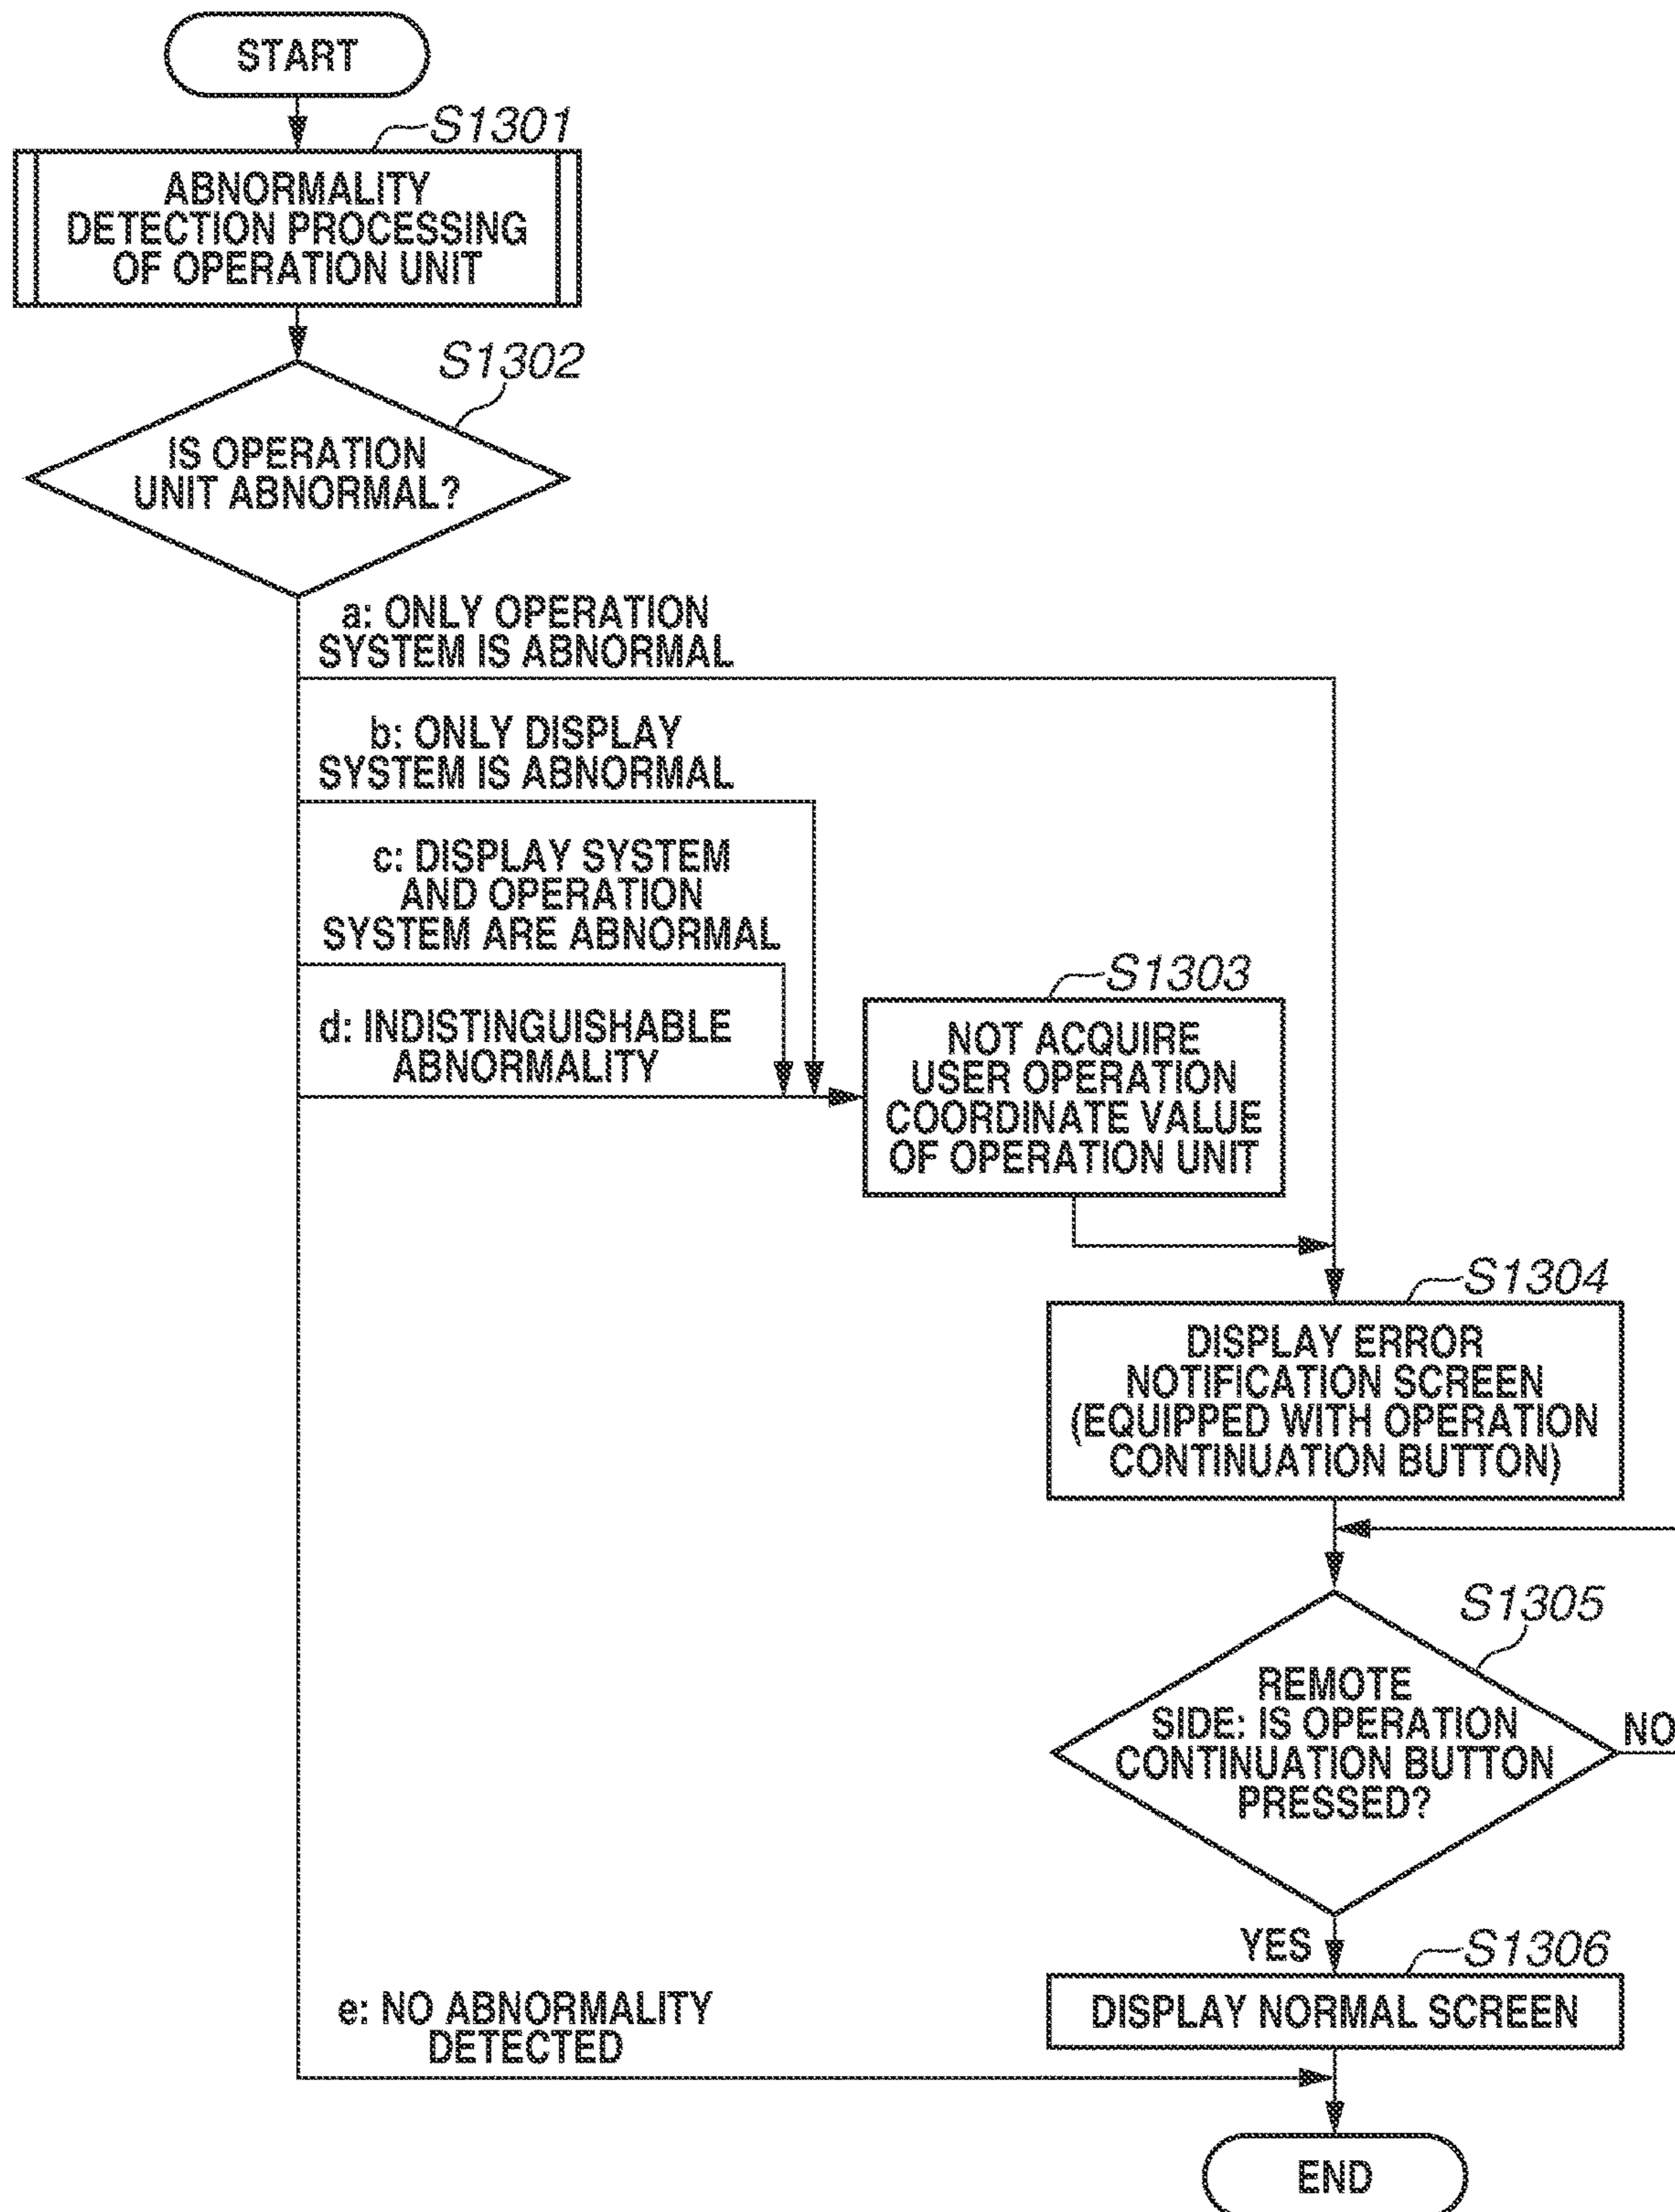 START
S1301
ABNORMALITY
DETECTION PROCESSING
OF OPERATION UNIT
S1302
IS OPERATION
UNIT ABNORMAL?
a: ONLY OPERATION
SYSTEM IS ABNORMAL
b: ONLY DISPLAY
SYSTEM IS ABNORMAL
c: DISPLAY SYSTEM
AND OPERATION
SYSTEM ARE ABNORMAL
d: INDISTINGUISHABLE
ABNORMALITY
S1303
NOT ACQUIRE
USER OPERATION
COORDINATE VALUE
OF OPERATION UNIT
S1304
DISPLAY ERROR
NOTIFICATION SCREEN
(EQUIPPED WITH OPERATION
CONTINUATION BUTTON)
S1305
REMOTE
SIDE: IS OPERATION
CONTINUATION BUTTON
PRESSED?
NO
YES
S1306
DISPLAY NORMAL SCREEN
e: NO ABNORMALITY
DETECTED
END